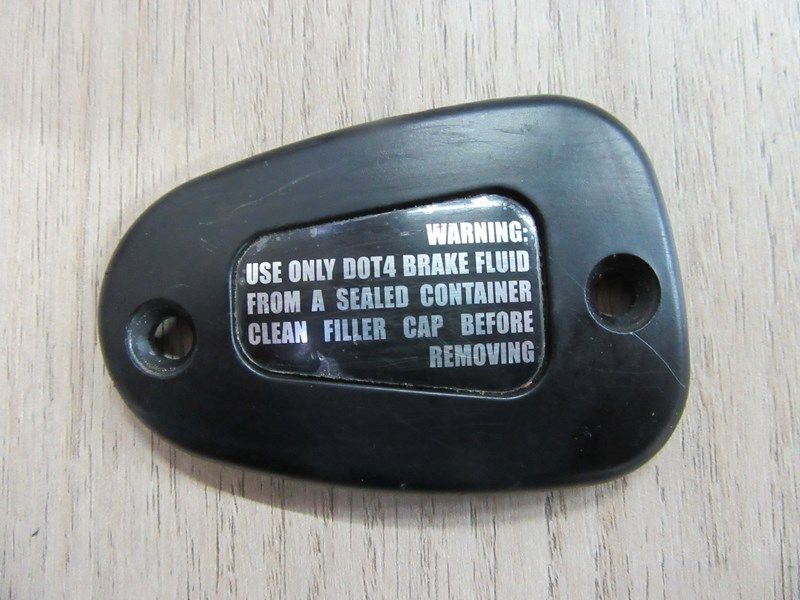 WARNING:
USE ONLY DOT4 BRAKE FLUID
FROM A SEALED CONTAINER
CLEAN FILLER CAP BEFORE
REMOVING